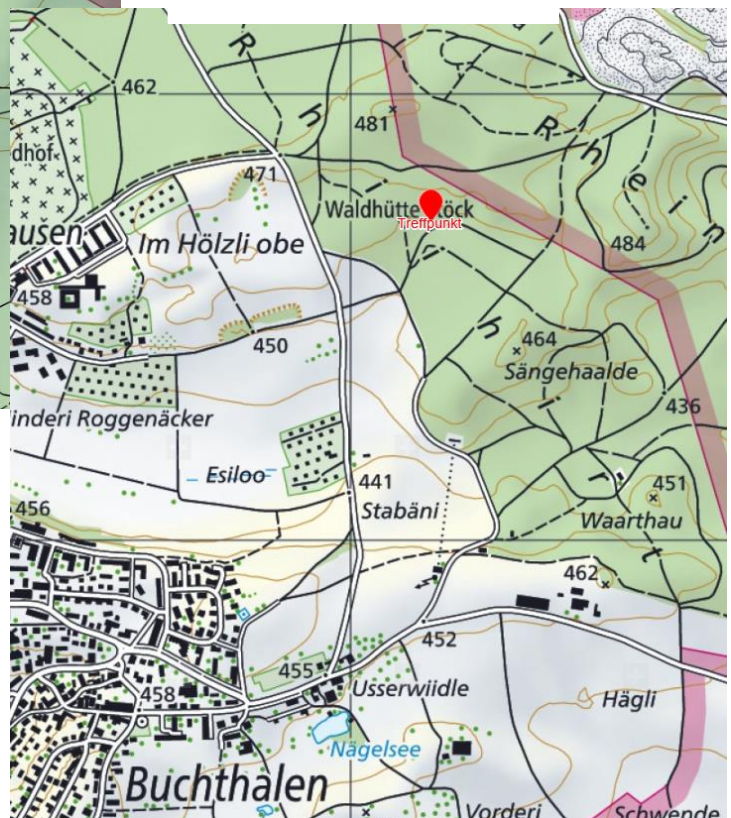 R
462
h
481
R
h
e
i
n
dhof
471
i
Waldhütte
öck
Treffpunkt
ausen
Im Hölzli obe
484
458
n
h
464
450
Sängehaalde
436
inderi Roggenäcker
Esiloo
441
451
Stabäni
r
Waarthau
456
t
462
452
455
Usserwiidle
458
Hägli
Nägelsee
Buchthalen
Vorderi
Schwende